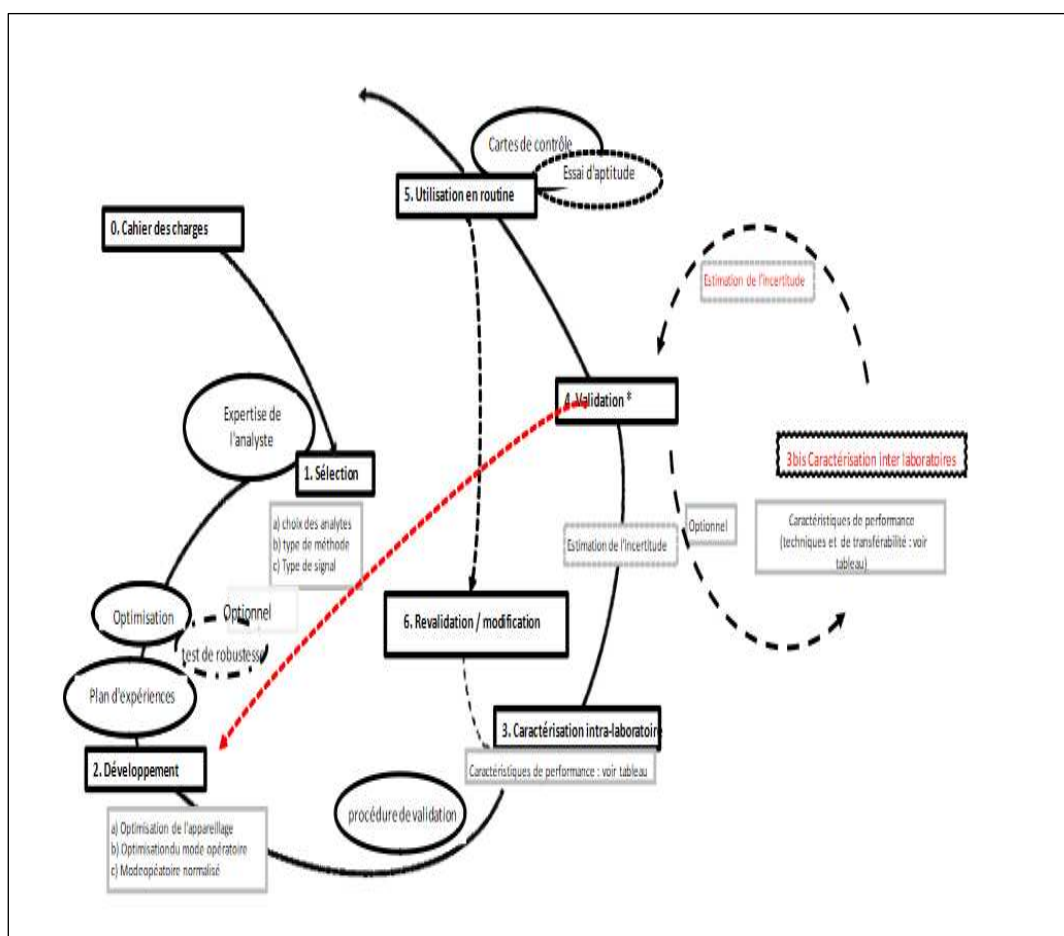 Cartes de contrôle
Essai d'aptitude
5. Utilisation en routine
0. Cahier des charges
Estimation de l'incertitude
Expertise de
l'analyste
4. Validation *
3bis Caractérisation inter laboratoires
1. Sélection
a) choix des analytes
b) type de méthode
c) Type de signal
Optionnel
Caractéristiques de performance
(techniques et de transférabilité : voir
tableau)
Estimation de l'incertitude
Optimisation
Optionnel
test de robustesse
6. Revalidation / modification
Plan d'expériences
3. Caractérisation intra-laboratoire
2. Développement
Caractéristiques de performance : voir tableau
procédure de validation
a) Optimisation de l'appareillage
b) Optimisationdu mode opératoire
c) Modeopéatoire normalisé